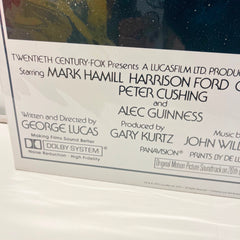 TWENTIETH CENTURY-FOX Presents A LUCASFILM LTD. PRODUC
Starring MARK HAMILL HARRISON FORD C
PETER CUSHING
and
ALEC GUINNESS
Written and Directed by
GEORGE LUCAS
Produced by
GARY KURTZ
Music b
JOHN WILL
Making Films Sound Better
DOLBY SYSTEM
Noise Reduction High Fidelity
PANAVISION® PRINTS BY DE L
Original Motion Picture Soundtrack on 20th